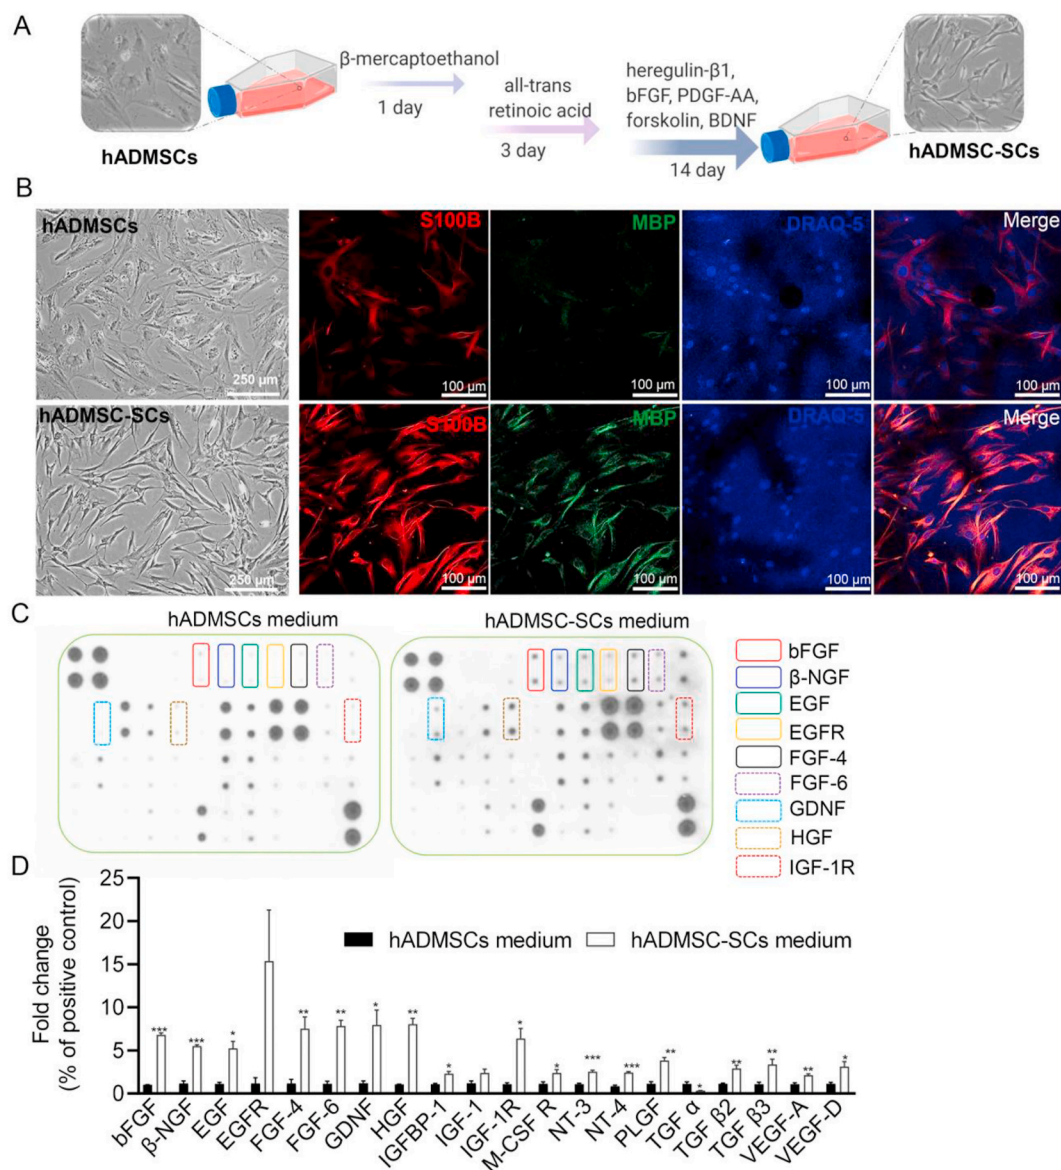 A
β-mercaptoethanol
1 day
all-trans
retinoic acid
3 day
heregulin-β1,
bFGF, PDGF-AA,
forskolin, BDNF
14 day
hADMSCs
hADMSC-SCs
B
hADMSCs
250 µm
S100B
100 µm
MBP
100 µm
DRAQ-5
100 µm
Merge
100 µm
hADMSC-SCs
250 µm
S100B
100 µm
MBP
100 µm
DRAQ-5
100 µm
Merge
100 µm
C
hADMSCs medium
hADMSC-SCs medium
bFGF
β-NGF
EGF
EGFR
FGF-4
FGF-6
GDNF
HGF
IGF-1R
D
Fold change
(% of positive control)
25
20
15
10
5
0
hADMSCs medium
hADMSC-SCs medium
*** *** * ** ** * ** * * * *** *** ** * ** ** ** *
bFGF
β-NGF
EGF
EGFR
FGF-4
FGF-6
GDNF
HGF
IGFBP-1
IGF-1
IGF-1R
M-CSF R
NT-3
NT-4
PLGF
TGF α
TGF β2
TGF β3
VEGF-A
VEGF-D